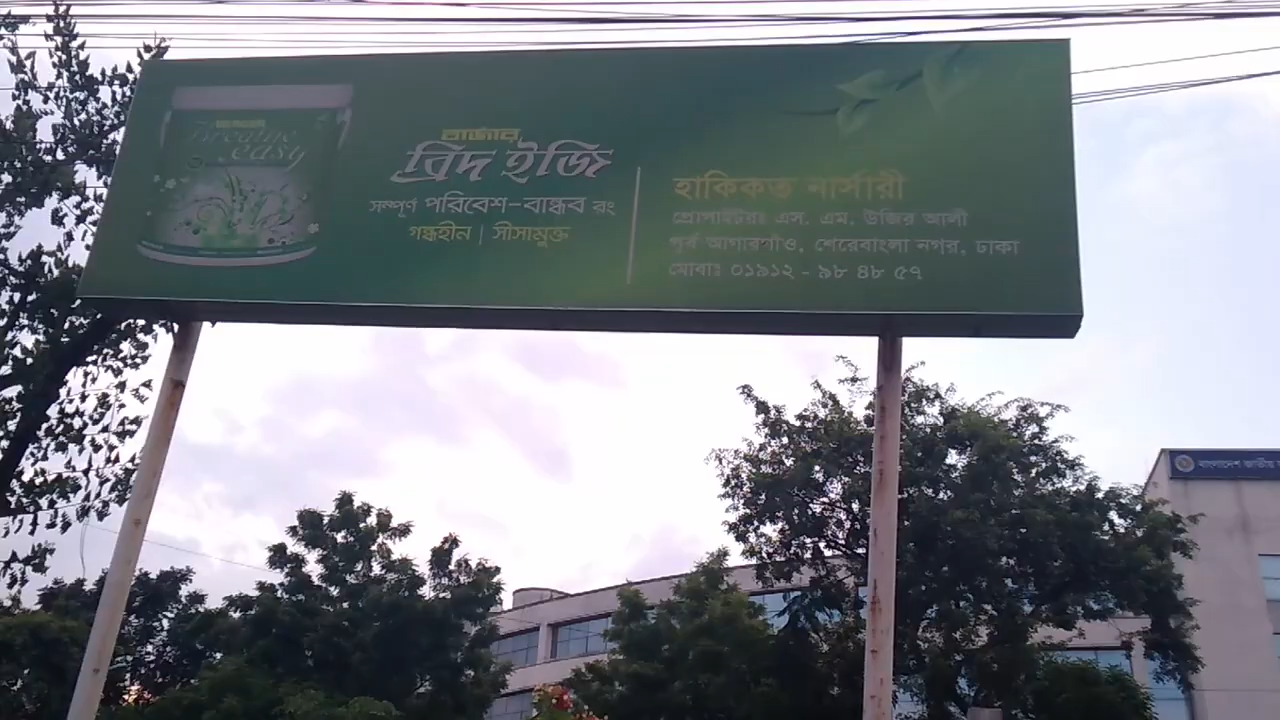 Breathe
easy
বার্জার
ব্রিদ ইজি
সম্পূর্ণ পরিবেশ-বান্ধব রং
গন্ধহীন | সীসামুক্ত
হাকিকত নার্সারী
প্রোপাইটরঃ এস. এম. উজির আলী
পূর্ব আগারগাঁও, শেরেবাংলা নগর, ঢাকা
মোবাঃ ০১৯১২ - ৯৮ ৪৮ ৫৭
বাংলাদেশ জাতীয়